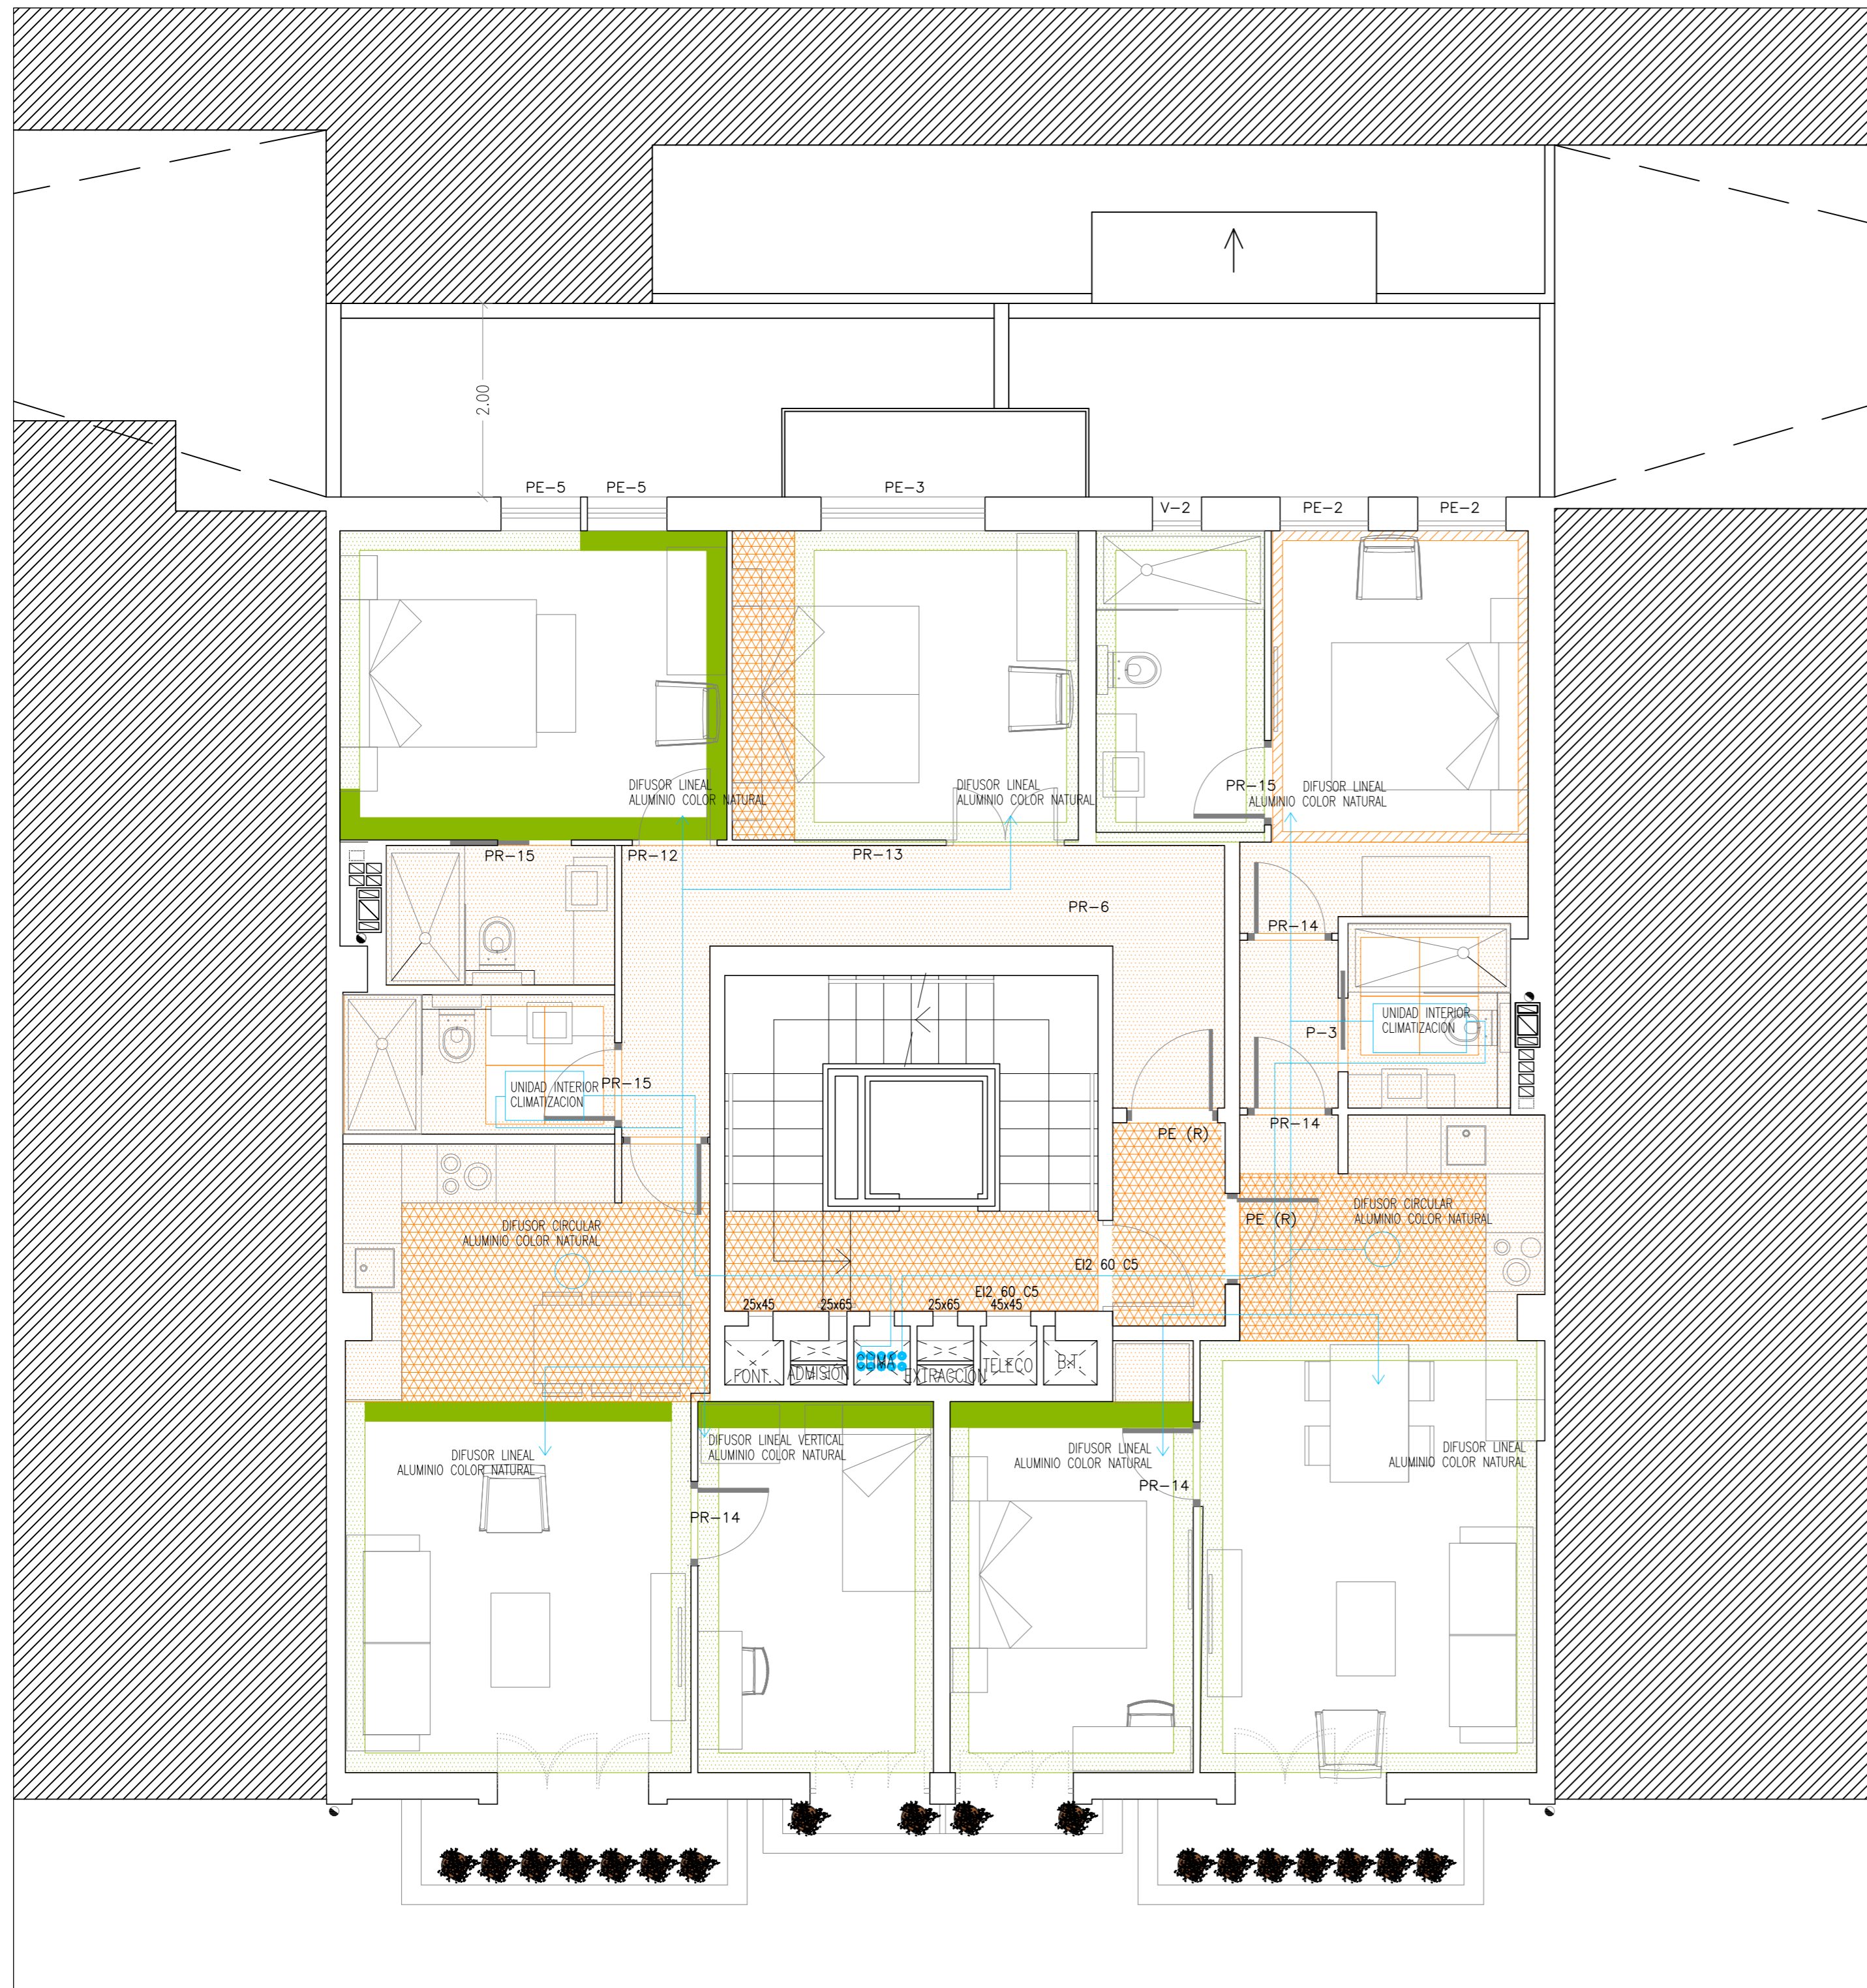 2.00
PE-5
PE-5
PE-3
V-2
PE-2
PE-2
DIFUSOR LINEAL
ALUMINIO COLOR NATURAL
DIFUSOR LINEAL
ALUMINIO COLOR NATURAL
PR-15
DIFUSOR LINEAL
ALUMINIO COLOR NATURAL
PR-15
PR-12
PR-13
PR-6
PR-14
UNIDAD INTERIOR
CLIMATIZACION
P-3
UNIDAD INTERIOR
CLIMATIZACION
PR-15
PE (R)
PR-14
DIFUSOR CIRCULAR
ALUMINIO COLOR NATURAL
PE (R)
DIFUSOR CIRCULAR
ALUMINIO COLOR NATURAL
EI2 60 C5
EI2 60 C5
25x45
25x65
25x65
45x45
FONT.
ADMISIÓN
CLIMA
EXTRACCIÓN
TELECO
B.T.
DIFUSOR LINEAL
ALUMINIO COLOR NATURAL
DIFUSOR LINEAL VERTICAL
ALUMINIO COLOR NATURAL
DIFUSOR LINEAL
ALUMINIO COLOR NATURAL
DIFUSOR LINEAL
ALUMINIO COLOR NATURAL
PR-14
PR-14